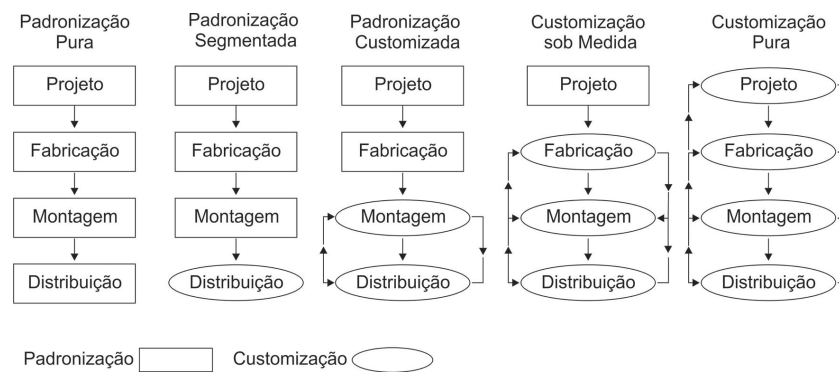 Padronização
Pura
Padronização
Segmentada
Padronização
Customizada
Customização
sob Medida
Customização
Pura
Projeto
Projeto
Projeto
Projeto
Projeto
Fabricação
Fabricação
Fabricação
Fabricação
Fabricação
Montagem
Montagem
Montagem
Montagem
Montagem
Distribuição
Distribuição
Distribuição
Distribuição
Distribuição
Padronização
Customização